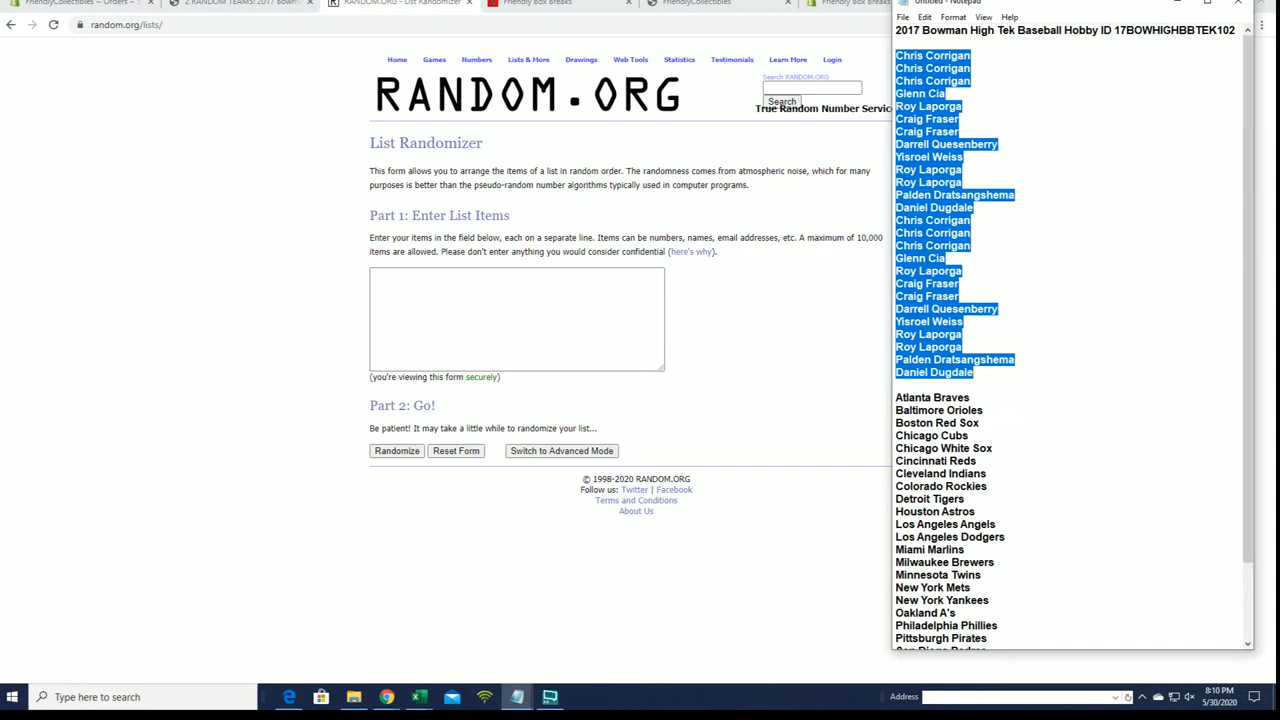 FriendlyCollectibles – Orders –
2 RANDOM TEAMS: 2017 Bowm
RANDOM.ORG - List Randomizer
Friendly Box Breaks
FriendlyCollectibles
Friendly Box Breaks
random.org/lists/
Home Games Numbers Lists & More Drawings Web Tools Statistics Testimonials Learn More Login
RANDOM.ORG
Search RANDOM.ORG
Search
True Random Number Servic
List Randomizer
This form allows you to arrange the items of a list in random order. The randomness comes from atmospheric noise, which for many
purposes is better than the pseudo-random number algorithms typically used in computer programs.
Part 1: Enter List Items
Enter your items in the field below, each on a separate line. Items can be numbers, names, email addresses, etc. A maximum of 10,000
items are allowed. Please don't enter anything you would consider confidential (here's why).
(you're viewing this form securely)
Part 2: Go!
Be patient! It may take a little while to randomize your list...
Randomize Reset Form Switch to Advanced Mode
© 1998-2020 RANDOM.ORG
Follow us: Twitter | Facebook
Terms and Conditions
About Us
Untitled - Notepad
File Edit Format View Help
2017 Bowman High Tek Baseball Hobby ID 17BOWHIGHBBTEK102
Chris Corrigan
Chris Corrigan
Chris Corrigan
Glenn Cia
Roy Laporga
Craig Fraser
Craig Fraser
Darrell Quesenberry
Yisroel Weiss
Roy Laporga
Roy Laporga
Palden Dratsangshema
Daniel Dugdale
Chris Corrigan
Chris Corrigan
Chris Corrigan
Glenn Cia
Roy Laporga
Craig Fraser
Craig Fraser
Darrell Quesenberry
Yisroel Weiss
Roy Laporga
Roy Laporga
Palden Dratsangshema
Daniel Dugdale
Atlanta Braves
Baltimore Orioles
Boston Red Sox
Chicago Cubs
Chicago White Sox
Cincinnati Reds
Cleveland Indians
Colorado Rockies
Detroit Tigers
Houston Astros
Los Angeles Angels
Los Angeles Dodgers
Miami Marlins
Milwaukee Brewers
Minnesota Twins
New York Mets
New York Yankees
Oakland A's
Philadelphia Phillies
Pittsburgh Pirates
San Diego Padres
Type here to search
Address
8:10 PM
5/30/2020